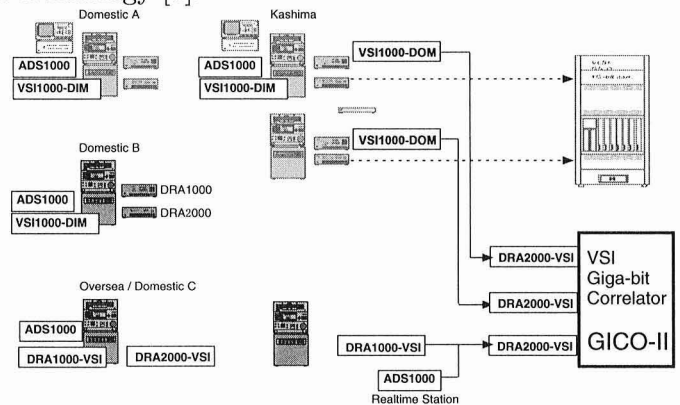 Domestic A
Kashima
ADS1000
VSI1000-DIM
ADS1000
VSI1000-DIM
VSI1000-DOM
VSI1000-DOM
Domestic B
ADS1000
VSI1000-DIM
DRA1000
DRA2000
Oversea / Domestic C
ADS1000
DRA1000-VSI
DRA2000-VSI
DRA1000-VSI
ADS1000
Realtime Station
DRA2000-VSI
DRA2000-VSI
DRA2000-VSI
VSI
Giga-bit
Correlator
GICO-II